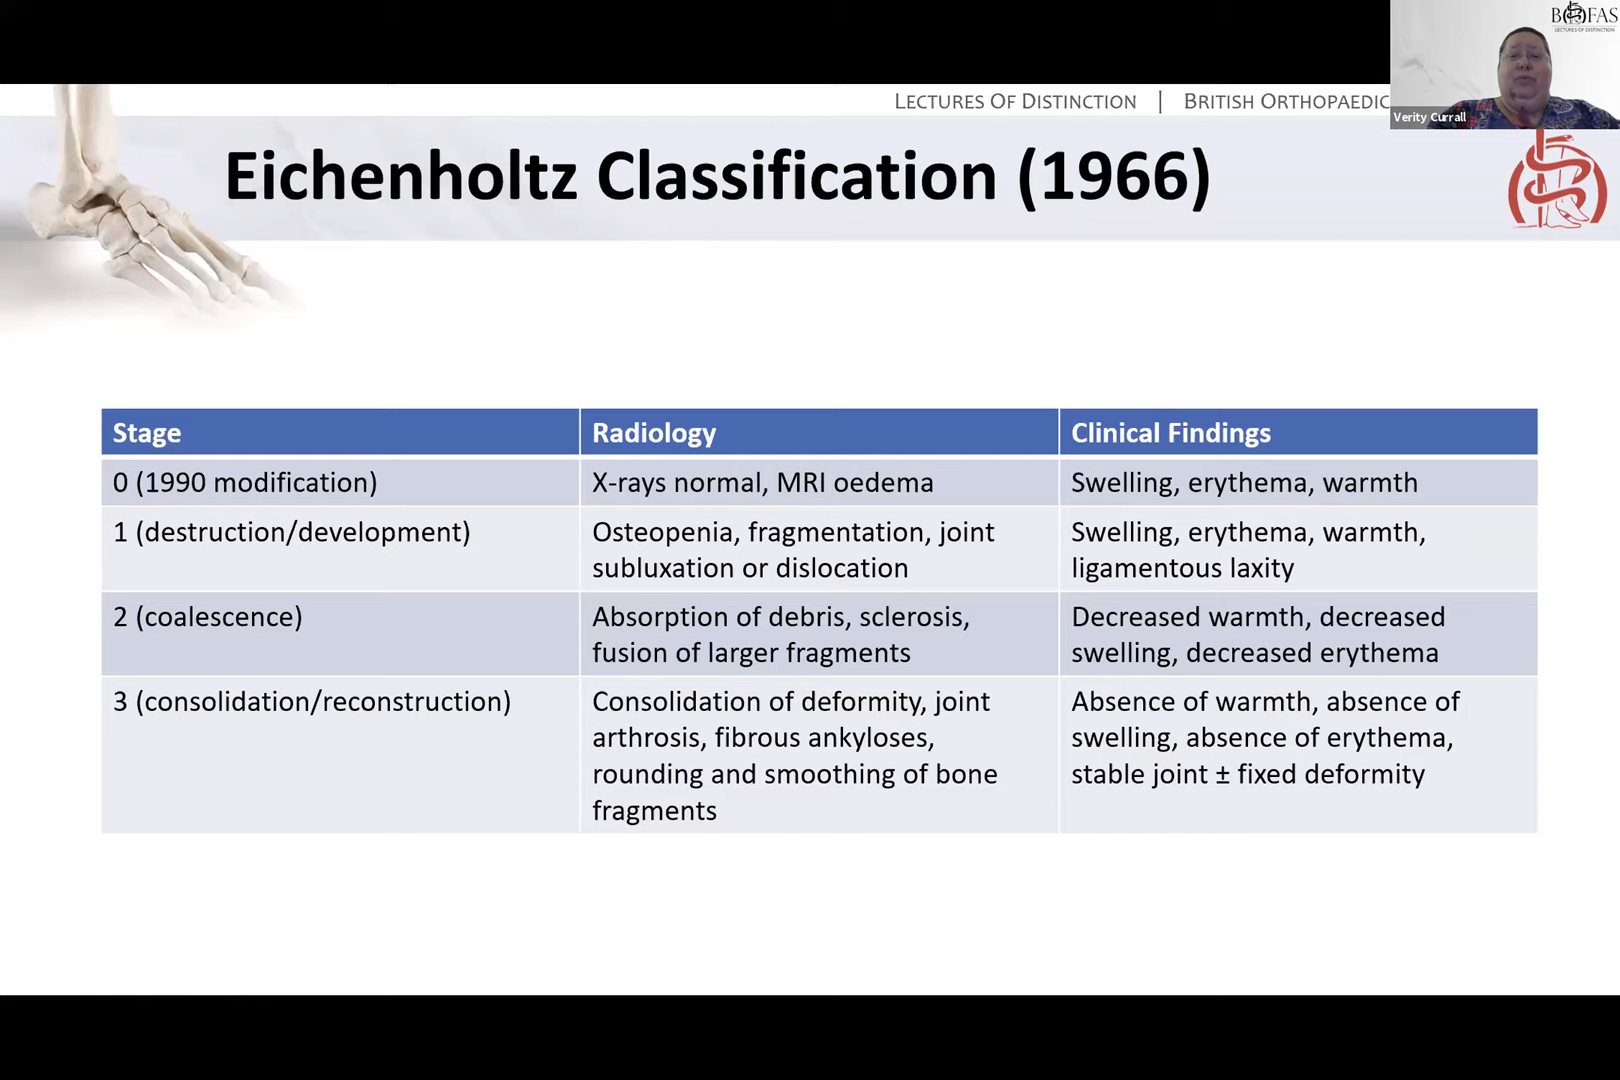 BOFAS
LECTURES OF DISTINCTION
LECTURES OF DISTINCTION | BRITISH ORTHOPAEDIC
Verity Currall
Eichenholtz Classification (1966)
Stage Radiology Clinical Findings
0 (1990 modification) X-rays normal, MRI oedema Swelling, erythema, warmth
1 (destruction/development) Osteopenia, fragmentation, joint Swelling, erythema, warmth,
subluxation or dislocation ligamentous laxity
2 (coalescence) Absorption of debris, sclerosis, Decreased warmth, decreased
fusion of larger fragments swelling, decreased erythema
3 (consolidation/reconstruction) Consolidation of deformity, joint Absence of warmth, absence of
arthrosis, fibrous ankyloses, swelling, absence of erythema,
rounding and smoothing of bone stable joint ± fixed deformity
fragments